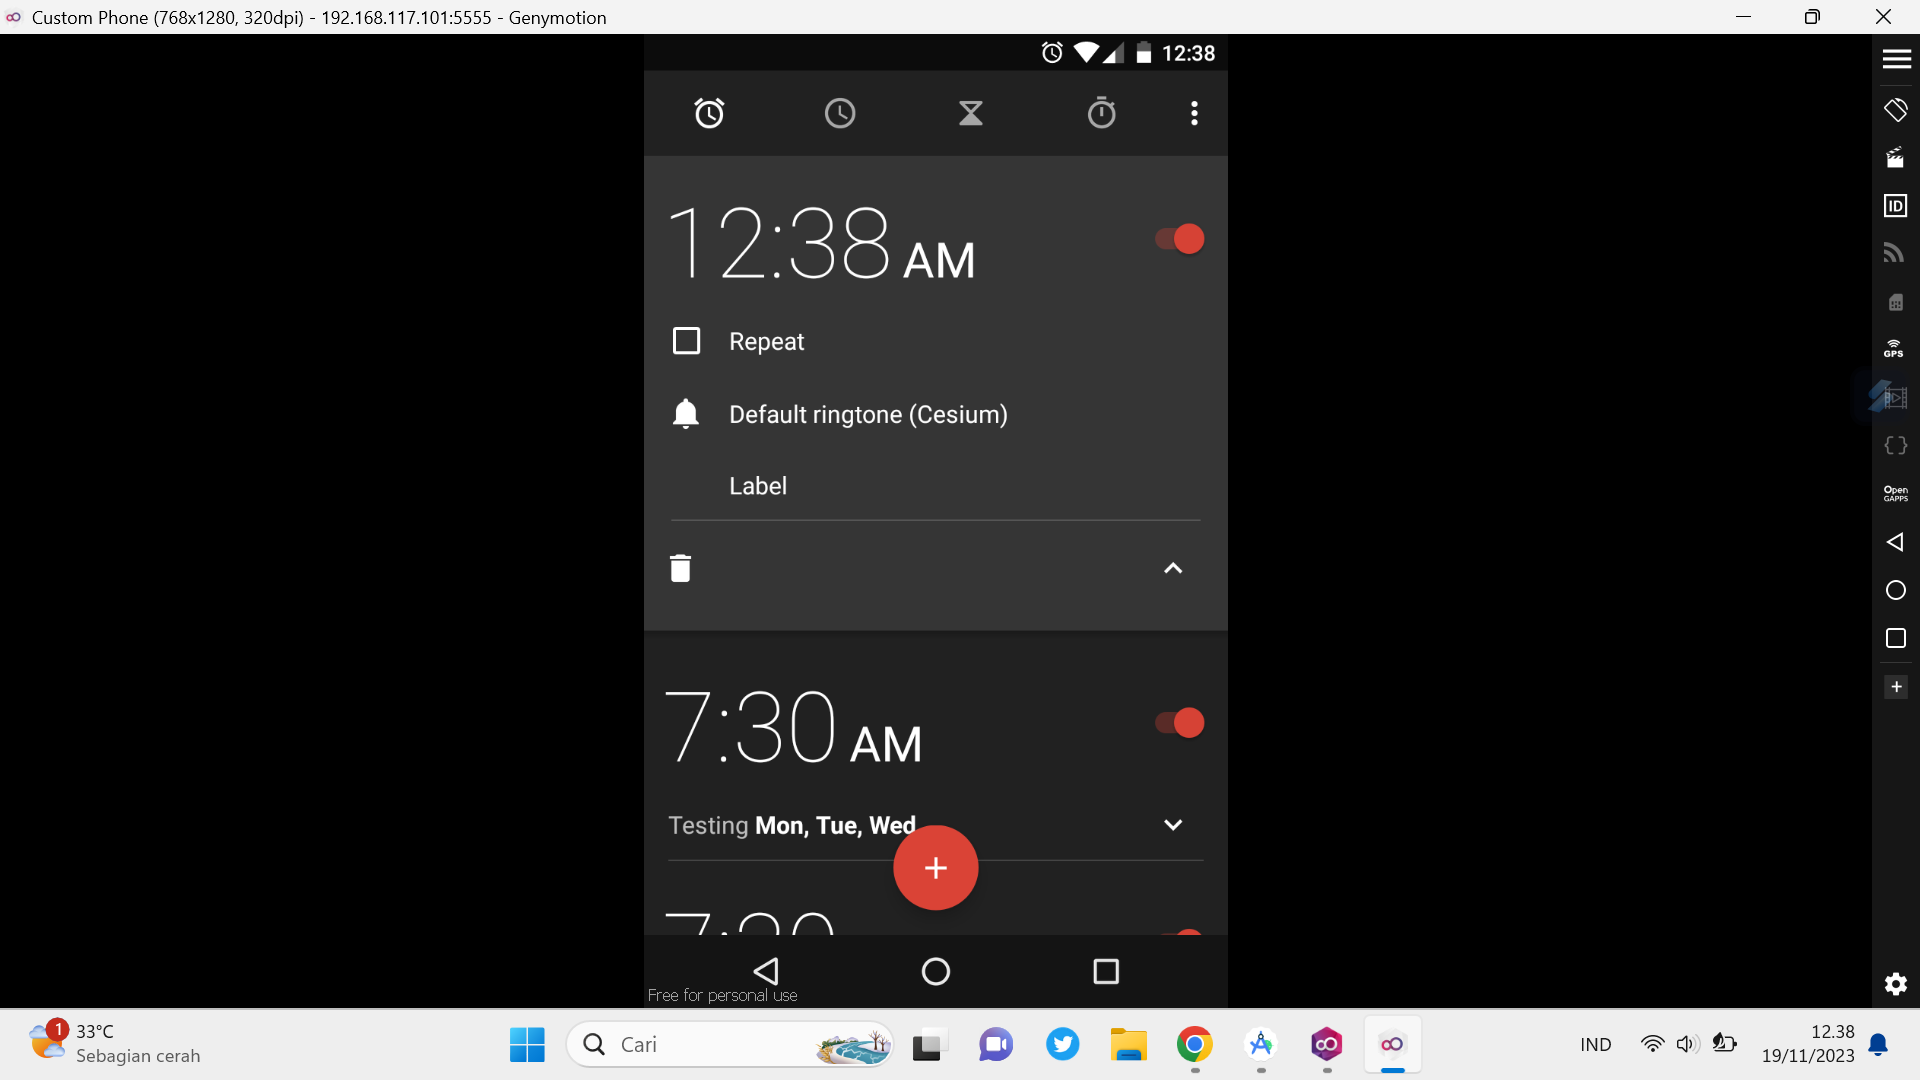 Custom Phone (768x1280, 320dpi) - 192.168.117.101:5555 - Genymotion
12:38
12:38 AM
Repeat
Default ringtone (Cesium)
Label
7:30 AM
Testing Mon, Tue, Wed
+
Free for personal use
ID
GPS
Open
GAPPS
1
33°C
Sebagian cerah
Cari
IND
12.38
19/11/2023